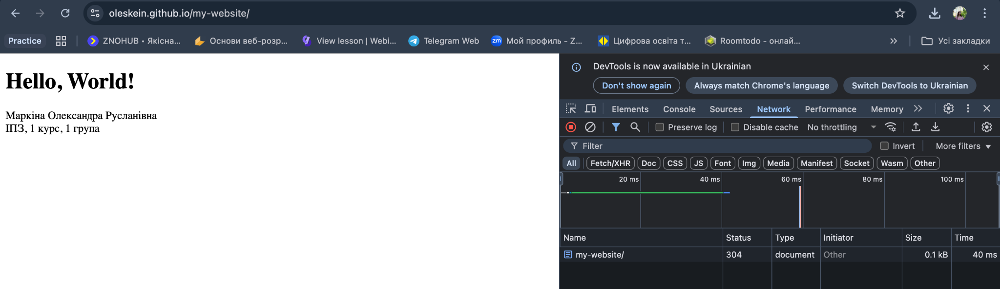 oleskein.github.io/my-website/
Practice
ZNOHUB • Якісна...
Основи веб-розр...
View lesson | Webi...
Telegram Web
zm
Мой профиль - Z...
Цифрова освіта т...
Roomtodo - онлай...
»
Усі закладки
Hello, World!
Маркіна Олександра Русланівна
ІПЗ, 1 курс, 1 група
DevTools is now available in Ukrainian
Don't show again
Always match Chrome's language
Switch DevTools to Ukrainian
Elements
Console
Sources
Network
Performance
Memory
Preserve log
Disable cache
No throttling
Filter
Invert
More filters
All
Fetch/XHR
Doc
CSS
JS
Font
Img
Media
Manifest
Socket
Wasm
Other
20 ms
40 ms
60 ms
80 ms
100 ms
Name Status Type Initiator Size Time
my-website/ 304 document Other 0.1 kB 40 ms